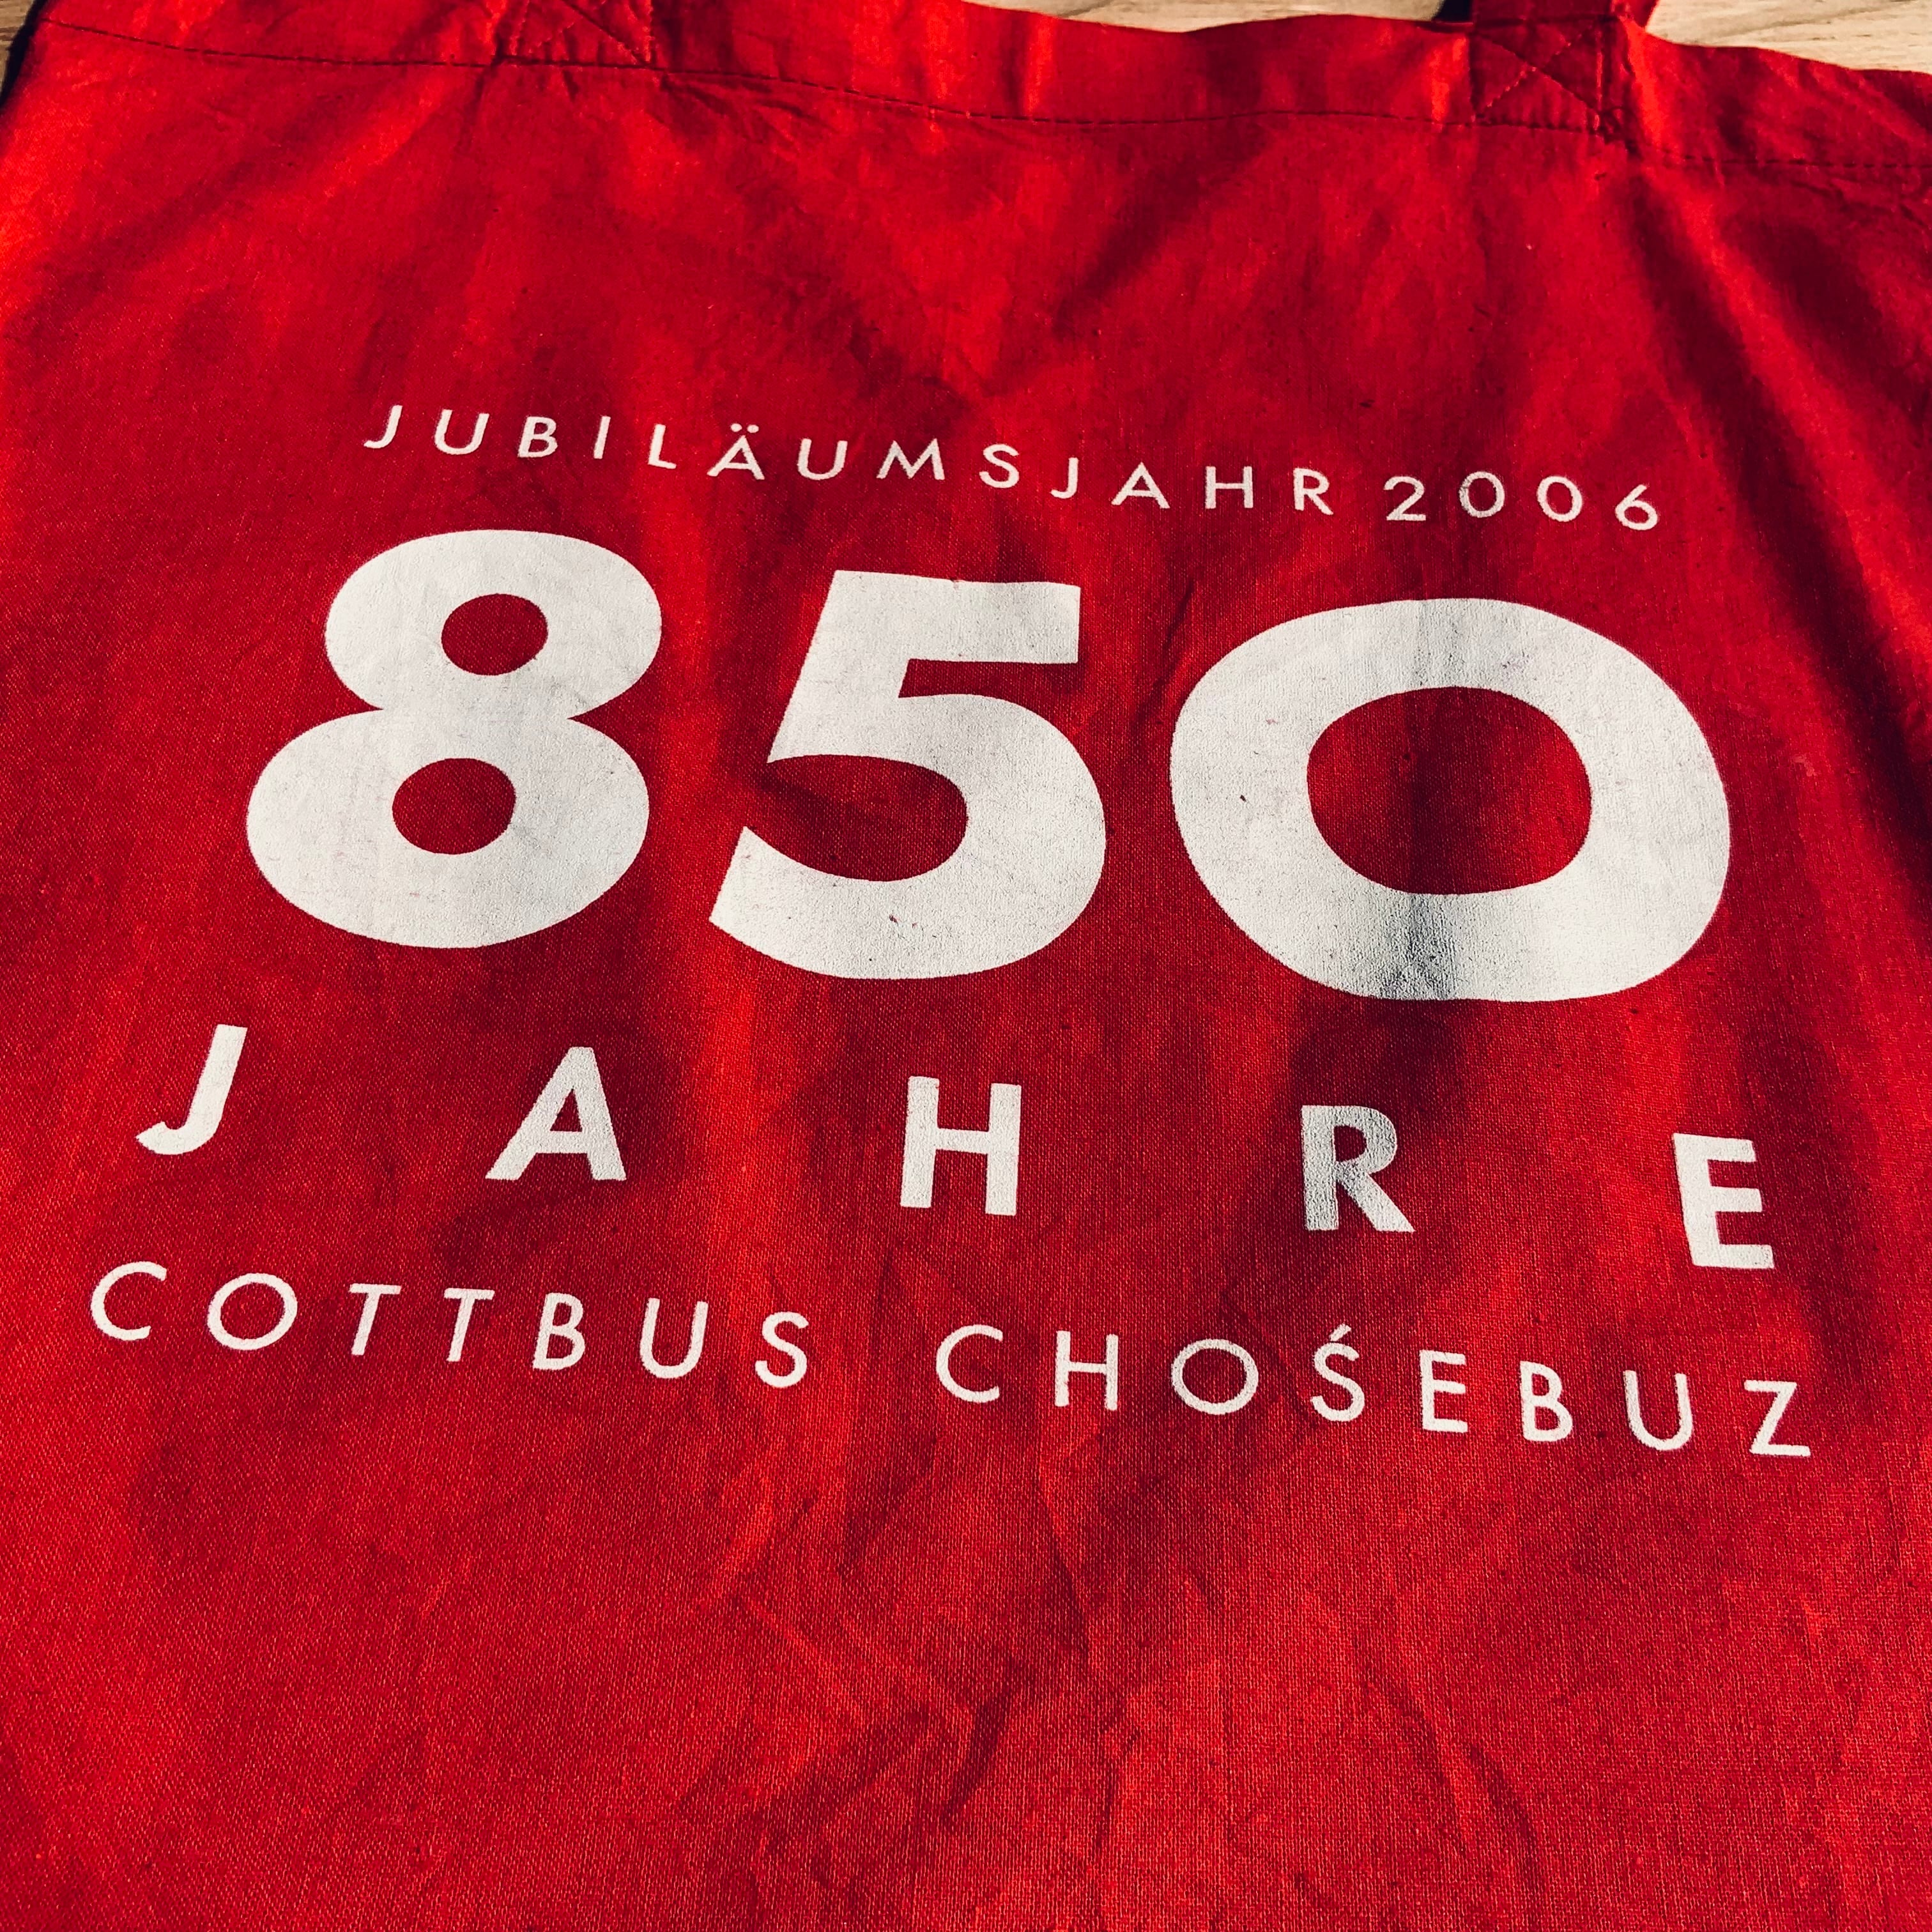 JUBILÄUMSJAHR 2006
850
JAHRE
COTTBUS CHOŚEBUZ